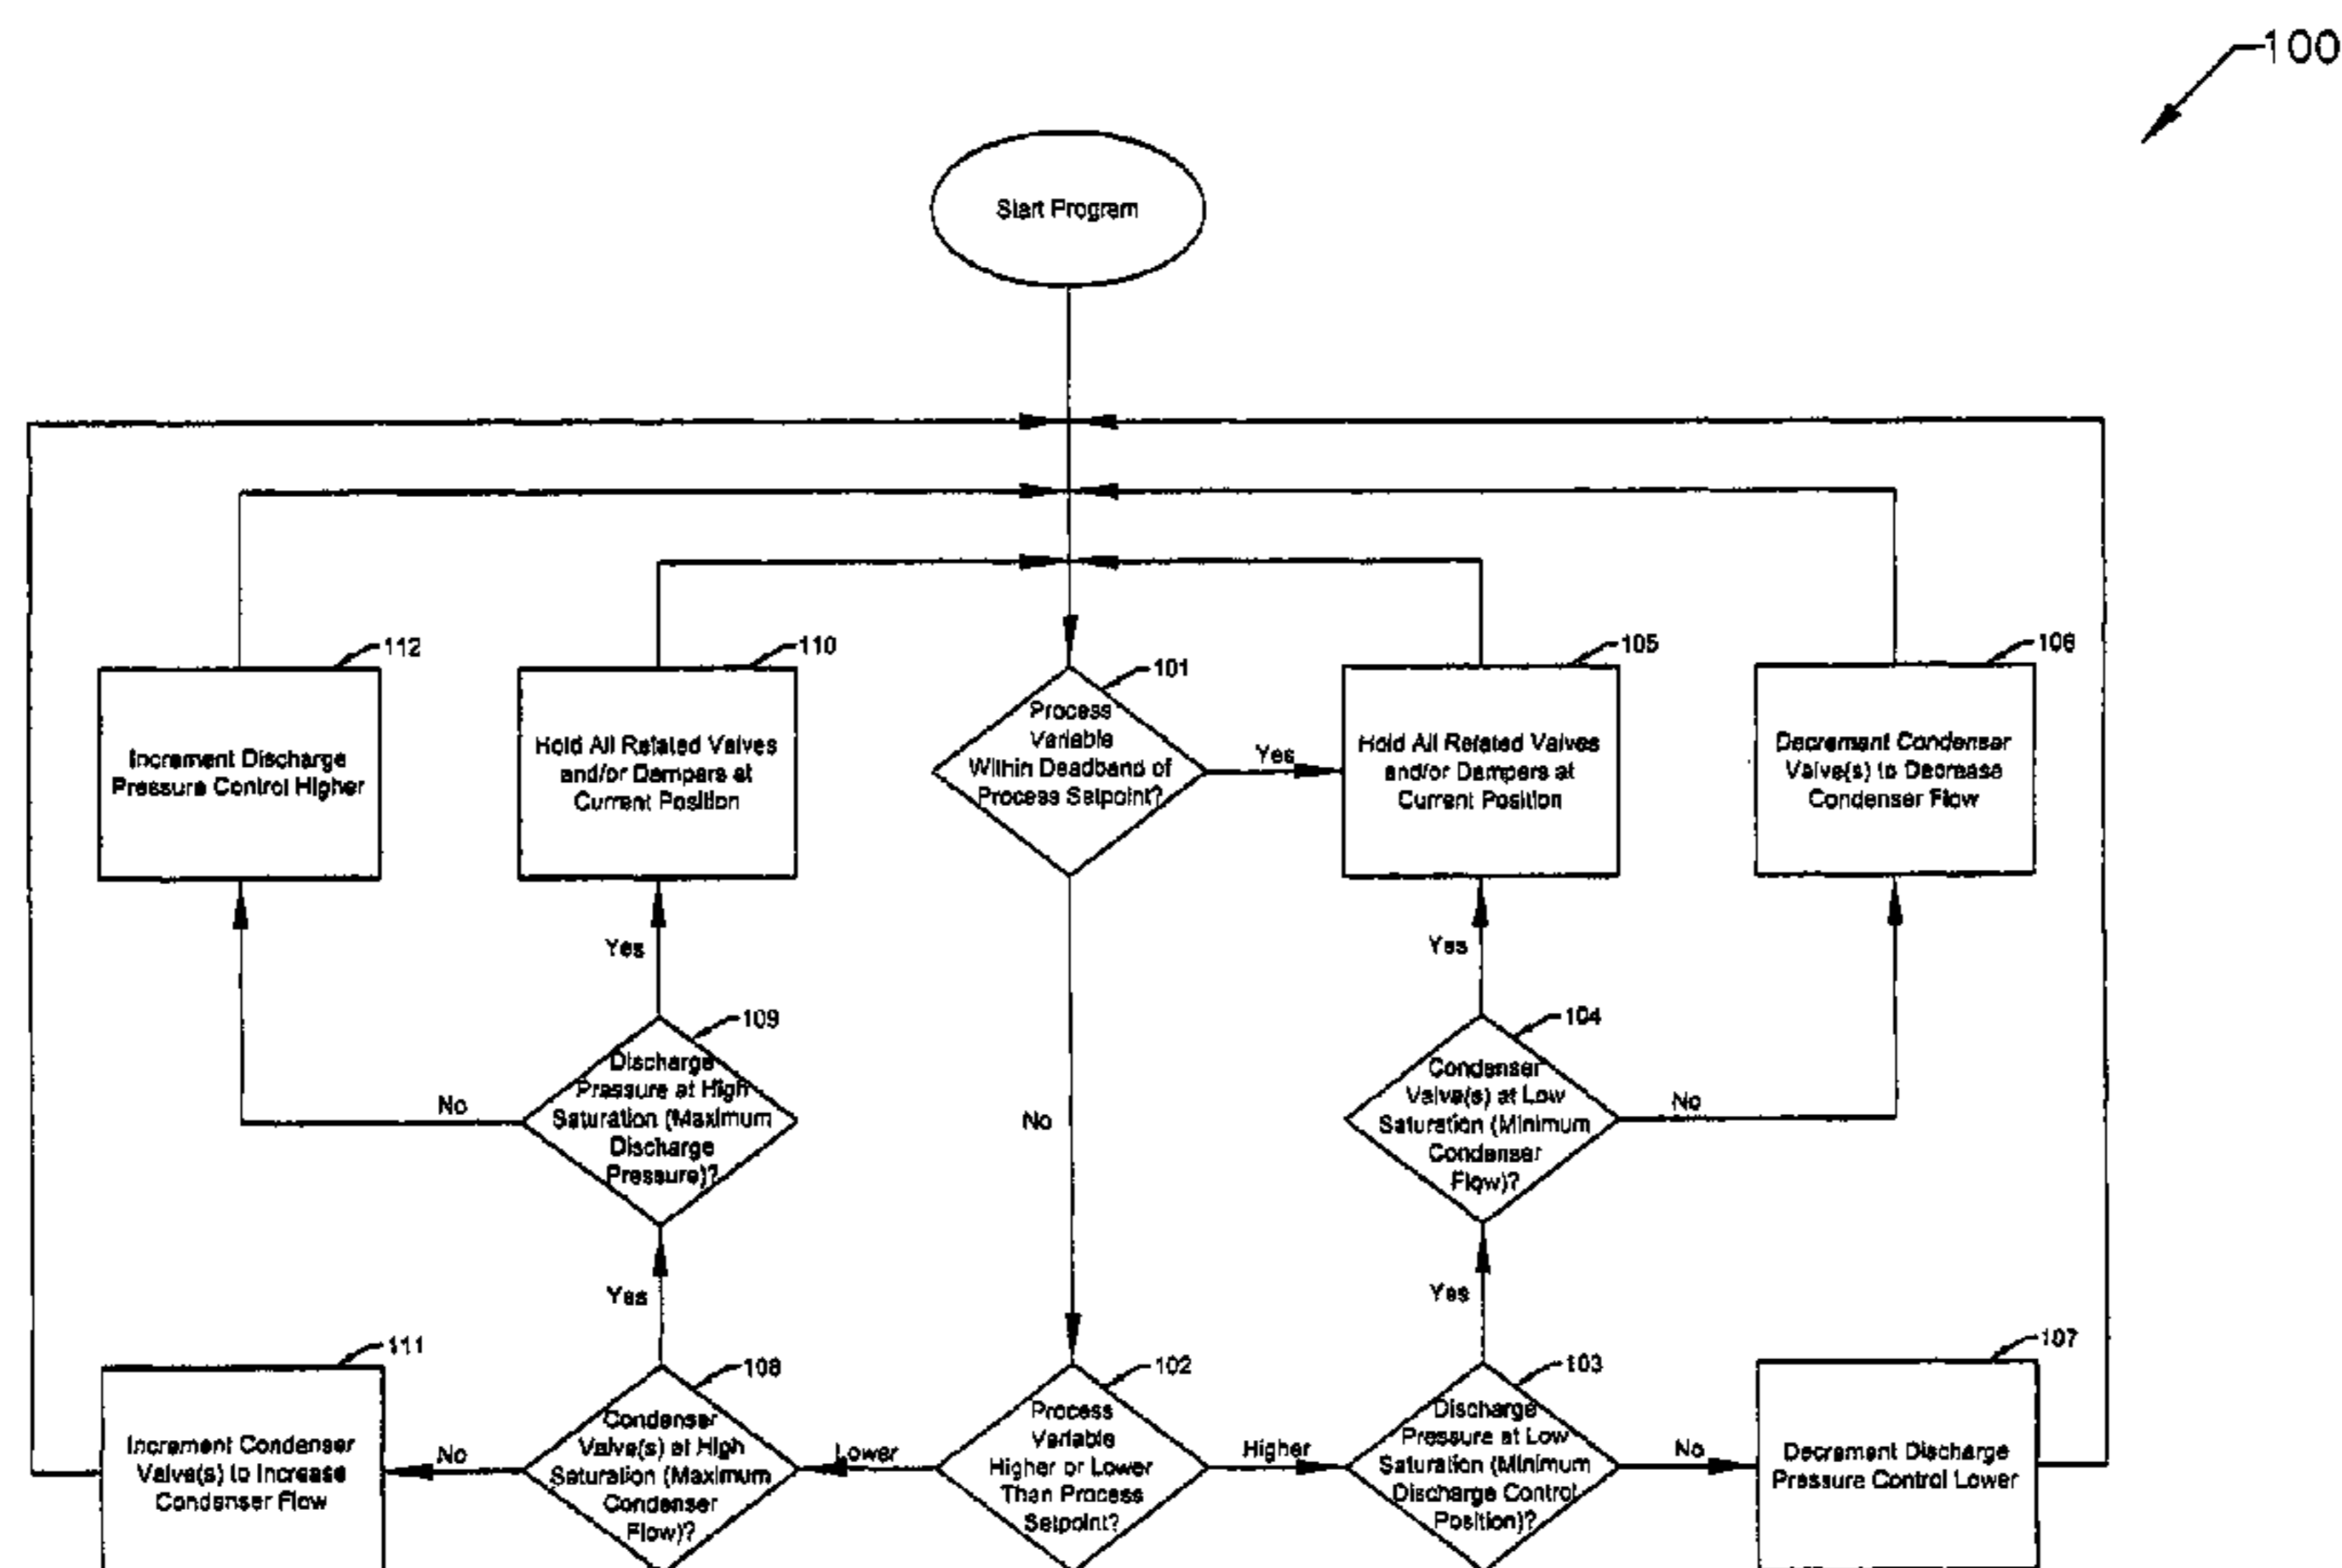 100
Start Program
112
Increment Discharge
Pressure Control Higher
110
Hold All Related Valves
and/or Dampers at
Current Position
101
Process
Variable
Within Deadband of
Process Setpoint?
Yes
105
Hold All Related Valves
and/or Dampers at
Current Position
106
Decrement Condenser
Valve(s) to Decrease
Condenser Flow
Yes
Yes
109
Discharge
Pressure at High
Saturation (Maximum
Discharge
Pressure)?
No
No
104
Condenser
Valve(s) at Low
Saturation (Minimum
Condenser
Flow)?
No
Yes
Yes
111
Increment Condenser
Valve(s) to Increase
Condenser Flow
No
108
Condenser
Valve(s) at High
Saturation (Maximum
Condenser
Flow)?
Lower
102
Process
Variable
Higher or Lower
Than Process
Setpoint?
Higher
103
Discharge
Pressure at Low
Saturation (Minimum
Discharge Control
Position)?
No
107
Decrement Discharge
Pressure Control Lower